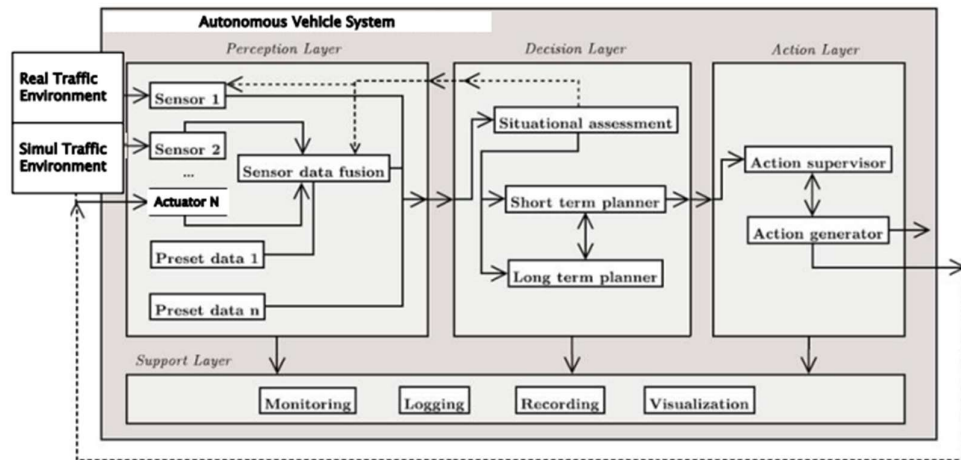 Autonomous Vehicle System
Perception Layer
Decision Layer
Action Layer
Real Traffic
Environment
Simul Traffic
Environment
Sensor 1
Sensor 2
...
Actuator N
Sensor data fusion
Preset data 1
Preset data n
Situational assessment
Short term planner
Long term planner
Action supervisor
Action generator
Support Layer
Monitoring
Logging
Recording
Visualization